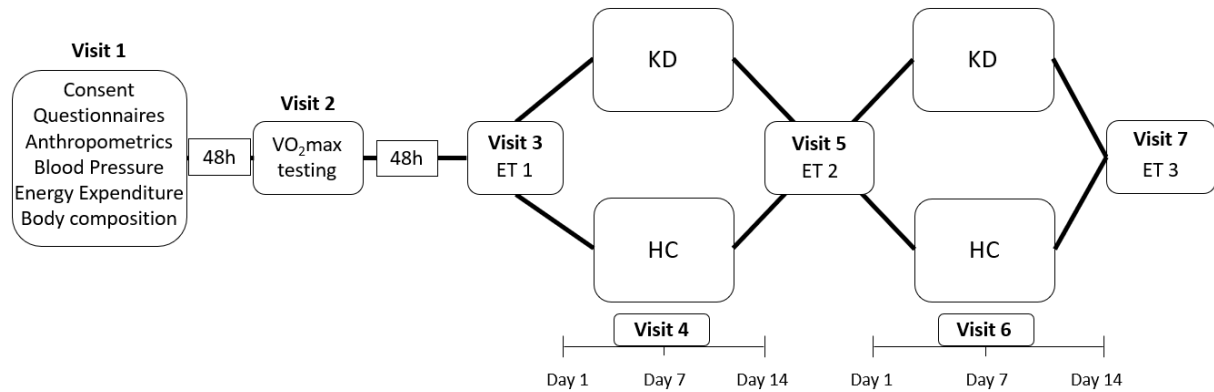 Visit 1
Consent
Questionnaires
Anthropometrics
Blood Pressure
Energy Expenditure
Body composition
48h
Visit 2
VO₂max
testing
48h
Visit 3
ET 1
KD
HC
Visit 4
Day 1
Day 7
Day 14
Visit 5
ET 2
KD
HC
Visit 6
Day 1
Day 7
Day 14
Visit 7
ET 3